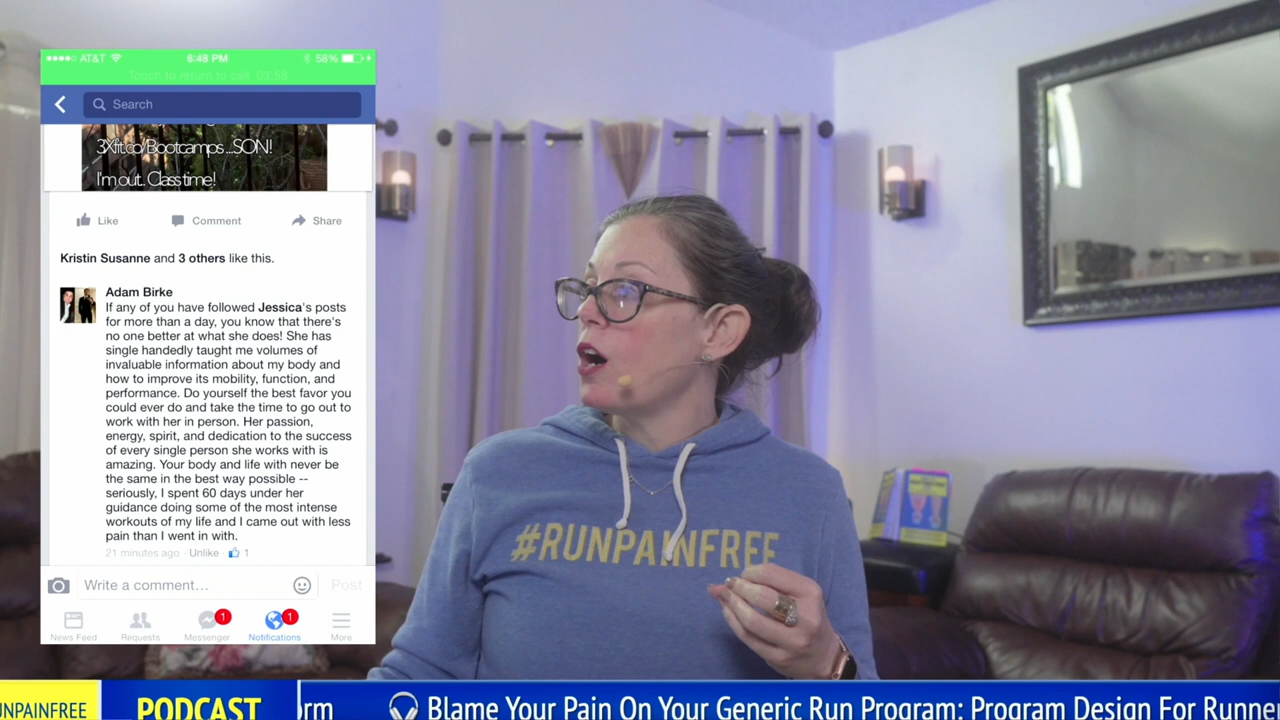 AT&T
6:48 PM
58%
Touch to return to call 03:58
Search
3Xfit.co/Bootcamps...SON!
I'm out. Class time!
Like
Comment
Share
Kristin Susanne and 3 others like this.
Adam Birke
If any of you have followed Jessica's posts
for more than a day, you know that there's
no one better at what she does! She has
single handedly taught me volumes of
invaluable information about my body and
how to improve its mobility, function, and
performance. Do yourself the best favor you
could ever do and take the time to go out to
work with her in person. Her passion,
energy, spirit, and dedication to the success
of every single person she works with is
amazing. Your body and life with never be
the same in the best way possible --
seriously, I spent 60 days under her
guidance doing some of the most intense
workouts of my life and I came out with less
pain than I went in with.
21 minutes ago · Unlike · 1
Write a comment...
Post
1
1
News Feed
Requests
Messenger
Notifications
More
#RUNPAINFREE
UNPAINFREE
PODCAST
orm
Blame Your Pain On Your Generic Run Program: Program Design For Runne